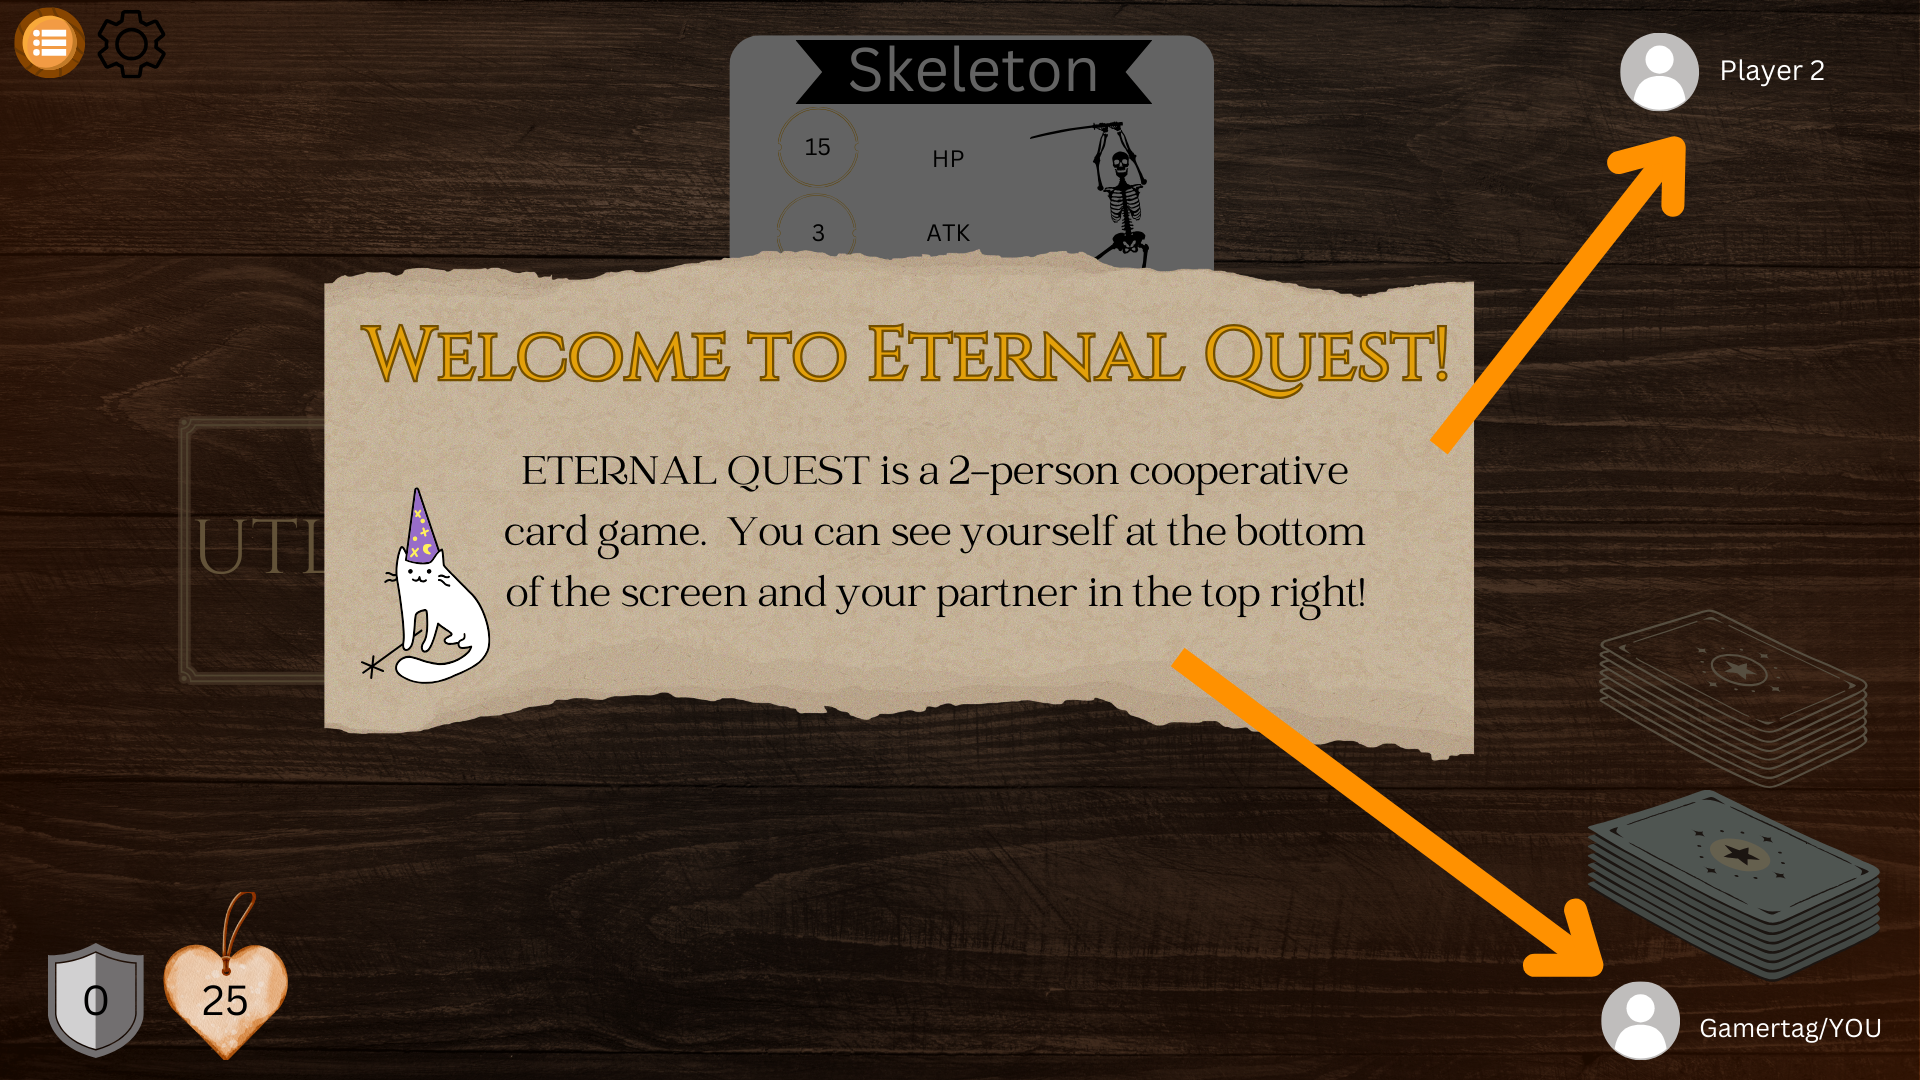 Skeleton
Player 2
15 HP
3 ATK
WELCOME TO ETERNAL QUEST!
ETERNAL QUEST is a 2-person cooperative
card game. You can see yourself at the bottom
of the screen and your partner in the top right!
0
25
Gamertag/YOU